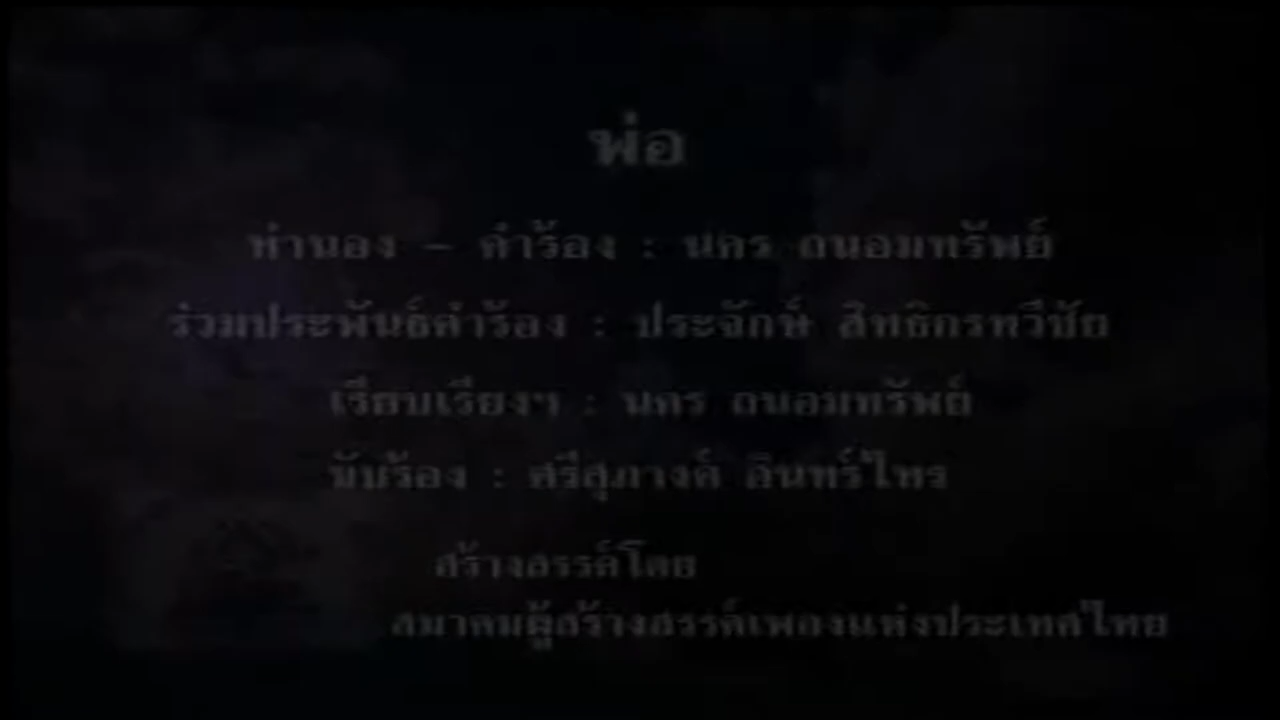 พ่อ
ทำนอง - คำร้อง : นคร ถนอมทรัพย์
ร่วมประพันธ์คำร้อง : ประจักษ์ สิทธิกรทวีชัย
เรียบเรียงฯ : นคร ถนอมทรัพย์
ขับร้อง : ศรีสุภางค์ อินทร์ไทร
สร้างสรรค์โดย
สมาคมผู้สร้างสรรค์เพลงแห่งประเทศไทย